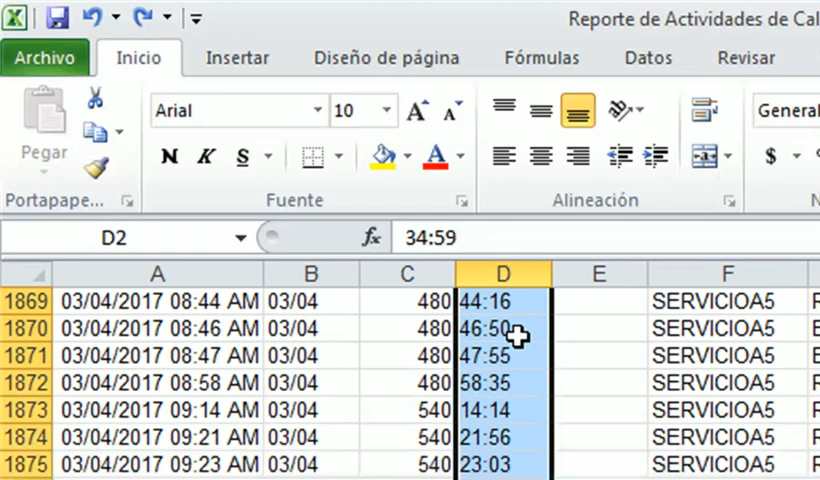 Reporte de Actividades de Cal
Archivo Inicio Insertar Diseño de página Fórmulas Datos Revisar
Pegar Arial 10 A A General
N K S A $
Portapape... Fuente Alineación N
D2 fx 34:59
A B C D E F
1869 03/04/2017 08:44 AM 03/04 480 44:16 SERVICIOA5
1870 03/04/2017 08:46 AM 03/04 480 46:50 SERVICIOA5
1871 03/04/2017 08:47 AM 03/04 480 47:55 SERVICIOA5
1872 03/04/2017 08:58 AM 03/04 480 58:35 SERVICIOA5
1873 03/04/2017 09:14 AM 03/04 540 14:14 SERVICIOA5
1874 03/04/2017 09:21 AM 03/04 540 21:56 SERVICIOA5
1875 03/04/2017 09:23 AM 03/04 540 23:03 SERVICIOA5